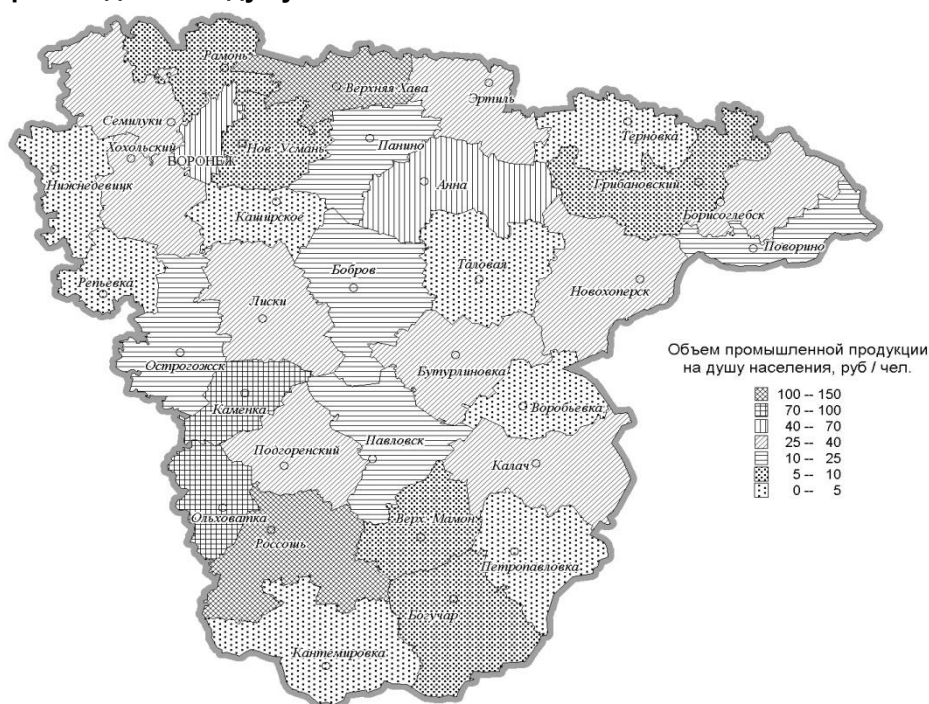 Рамонь
Верхняя Хава
Эртиль
Семилуки
Хохольский
Нов. Усмань
Панино
Терновка
ВОРОНЕЖ
Нижнедевицк
Анна
Грибановский
Каширское
Борисоглебск
Поворино
Репьевка
Бобров
Таловая
Новохоперск
Лиски
Острогожск
Бутурлиновка
Объем промышленной продукции
на душу населения, руб / чел.
100 -- 150
70 -- 100
40 -- 70
25 -- 40
10 -- 25
5 -- 10
0 -- 5
Каменка
Воробьевка
Подгоренский
Павловск
Калач
Ольховатка
Россошь
Верх. Мамон
Петропавловка
Богучар
Кантемировка